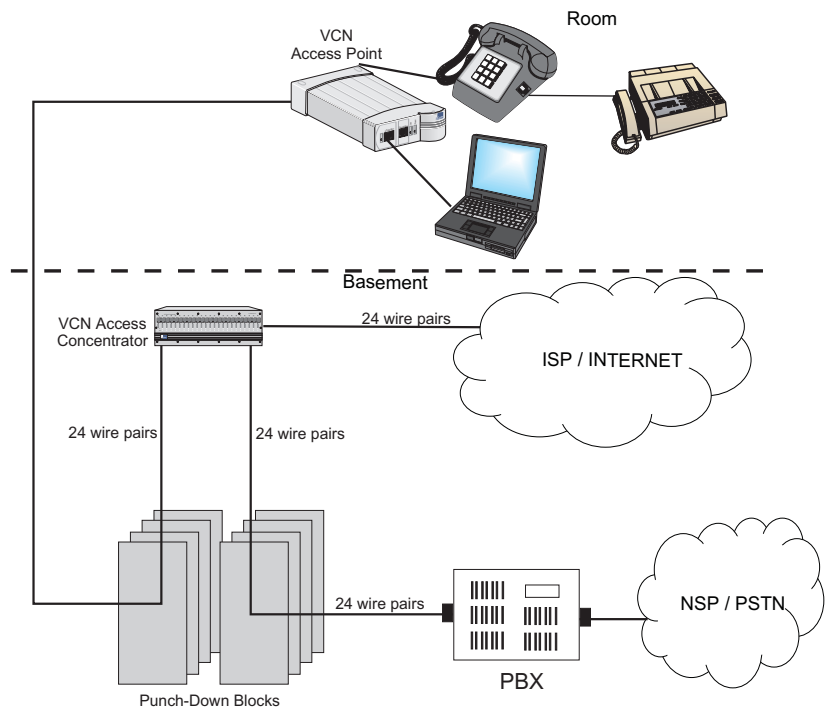 Room
VCN
Access Point
Basement
VCN Access
Concentrator
24 wire pairs
ISP / INTERNET
24 wire pairs
24 wire pairs
24 wire pairs
NSP / PSTN
PBX
Punch-Down Blocks